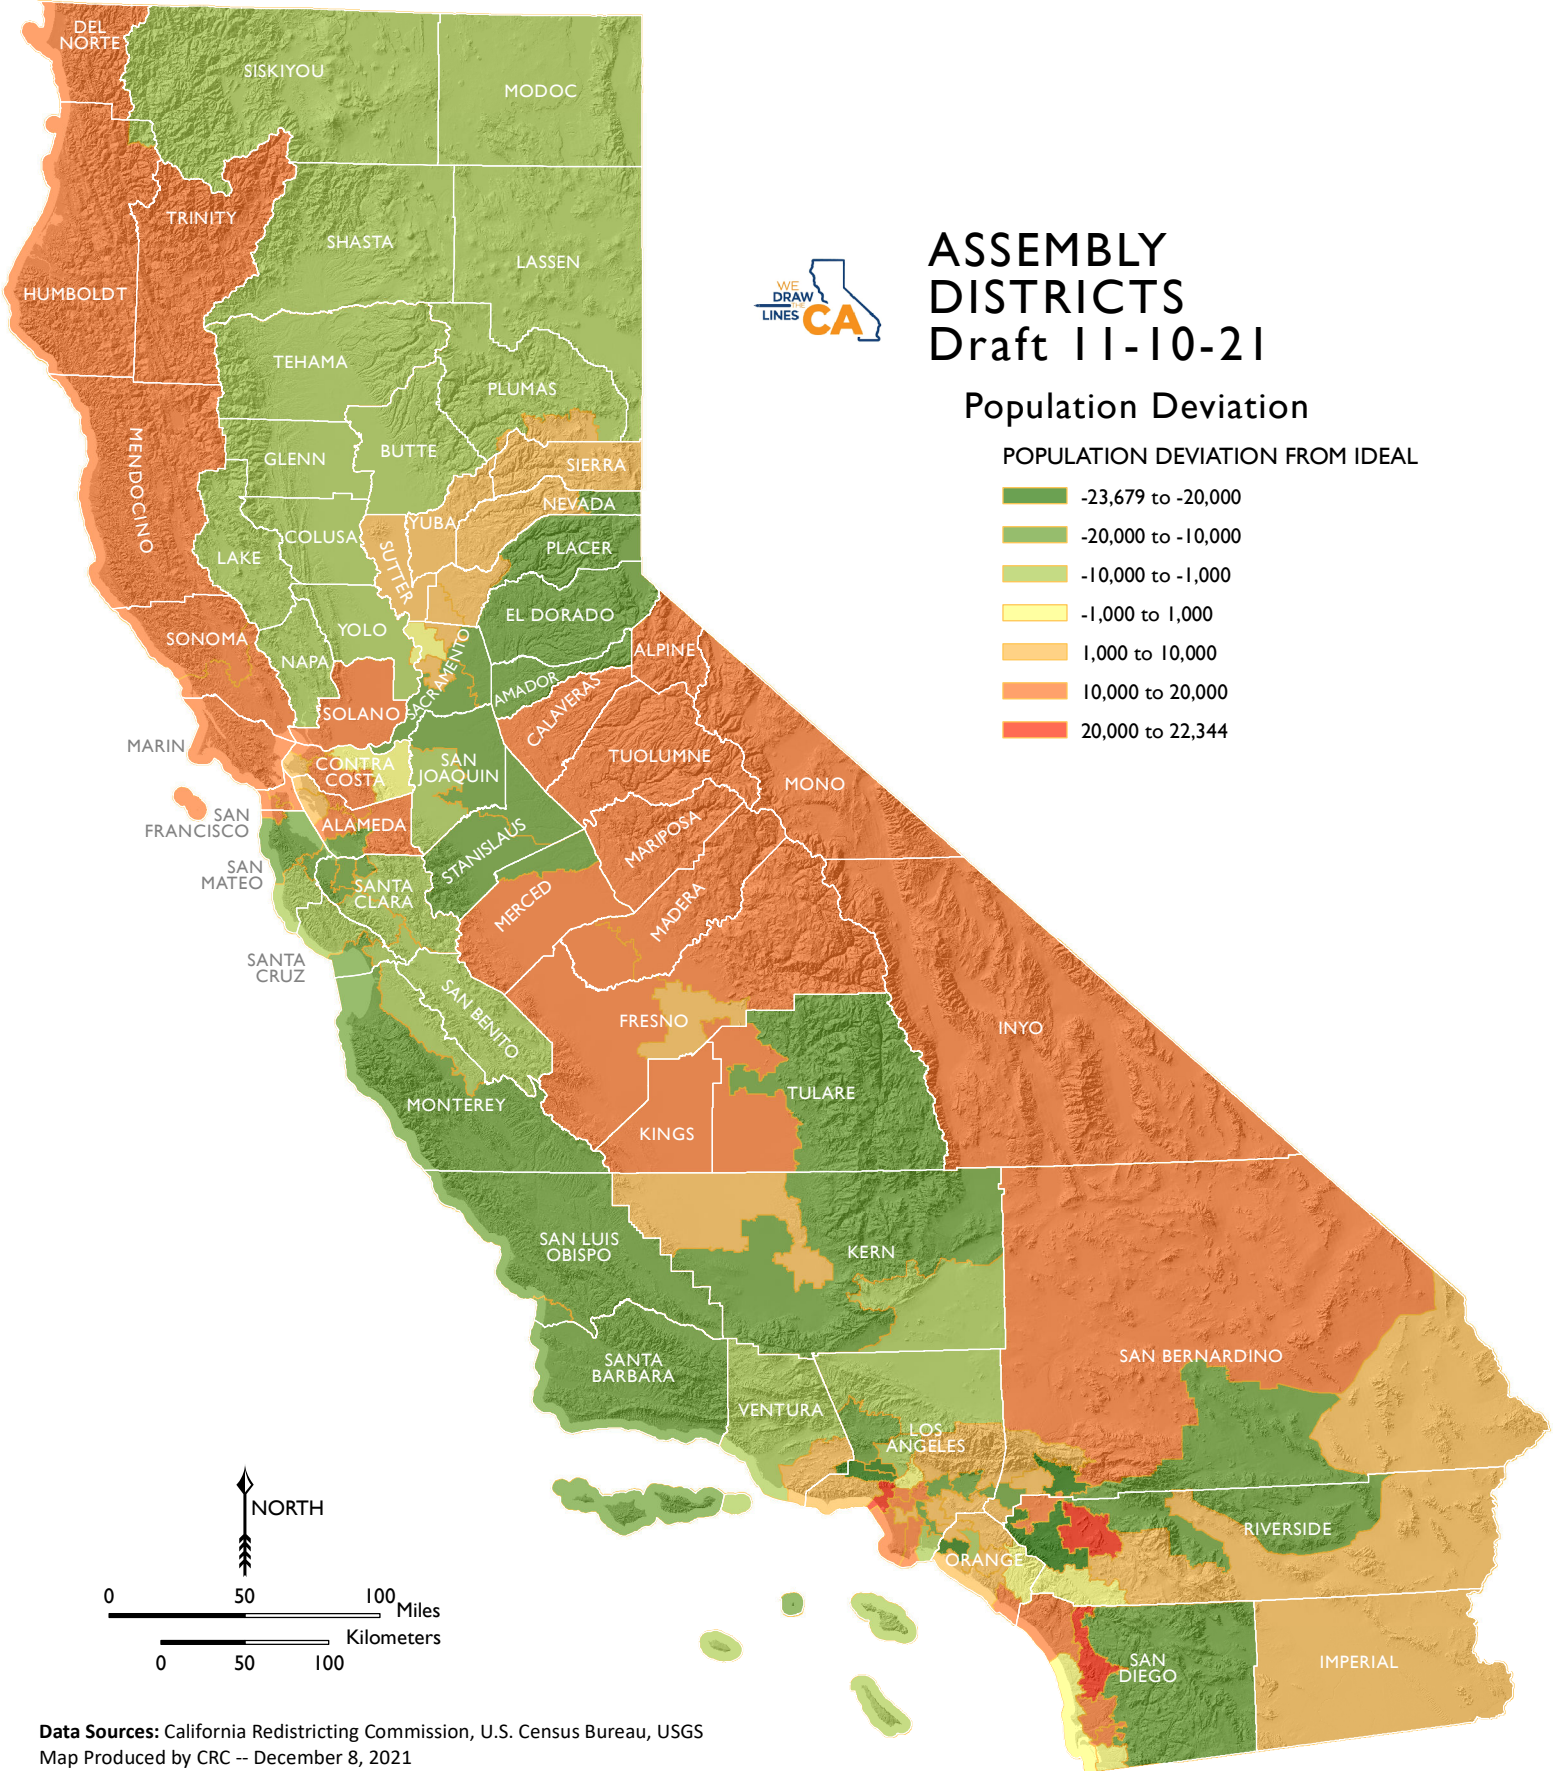 DEL
NORTE
SISKIYOU
MODOC
TRINITY
SHASTA
LASSEN
HUMBOLDT
WE
DRAW
THE
LINES
CA
ASSEMBLY
DISTRICTS
Draft 11-10-21
Population Deviation
POPULATION DEVIATION FROM IDEAL
-23,679 to -20,000
-20,000 to -10,000
-10,000 to -1,000
-1,000 to 1,000
1,000 to 10,000
10,000 to 20,000
20,000 to 22,344
TEHAMA
PLUMAS
MENDOCINO
GLENN
BUTTE
SIERRA
NEVADA
YUBA
COLUSA
SUTTER
LAKE
PLACER
EL DORADO
YOLO
SONOMA
NAPA
SACRAMENTO
ALPINE
AMADOR
CALAVERAS
SOLANO
MARIN
CONTRA
COSTA
SAN
JOAQUIN
TUOLUMNE
MONO
SAN
FRANCISCO
ALAMEDA
STANISLAUS
MARIPOSA
SAN
MATEO
SANTA
CLARA
MERCED
MADERA
SANTA
CRUZ
SAN BENITO
FRESNO
INYO
MONTEREY
TULARE
KINGS
SAN LUIS
OBISPO
KERN
SANTA
BARBARA
SAN BERNARDINO
VENTURA
LOS
ANGELES
NORTH
RIVERSIDE
ORANGE
SAN
DIEGO
IMPERIAL
0 50 100 Miles
Kilometers
0 50 100
Data Sources: California Redistricting Commission, U.S. Census Bureau, USGS
Map Produced by CRC -- December 8, 2021